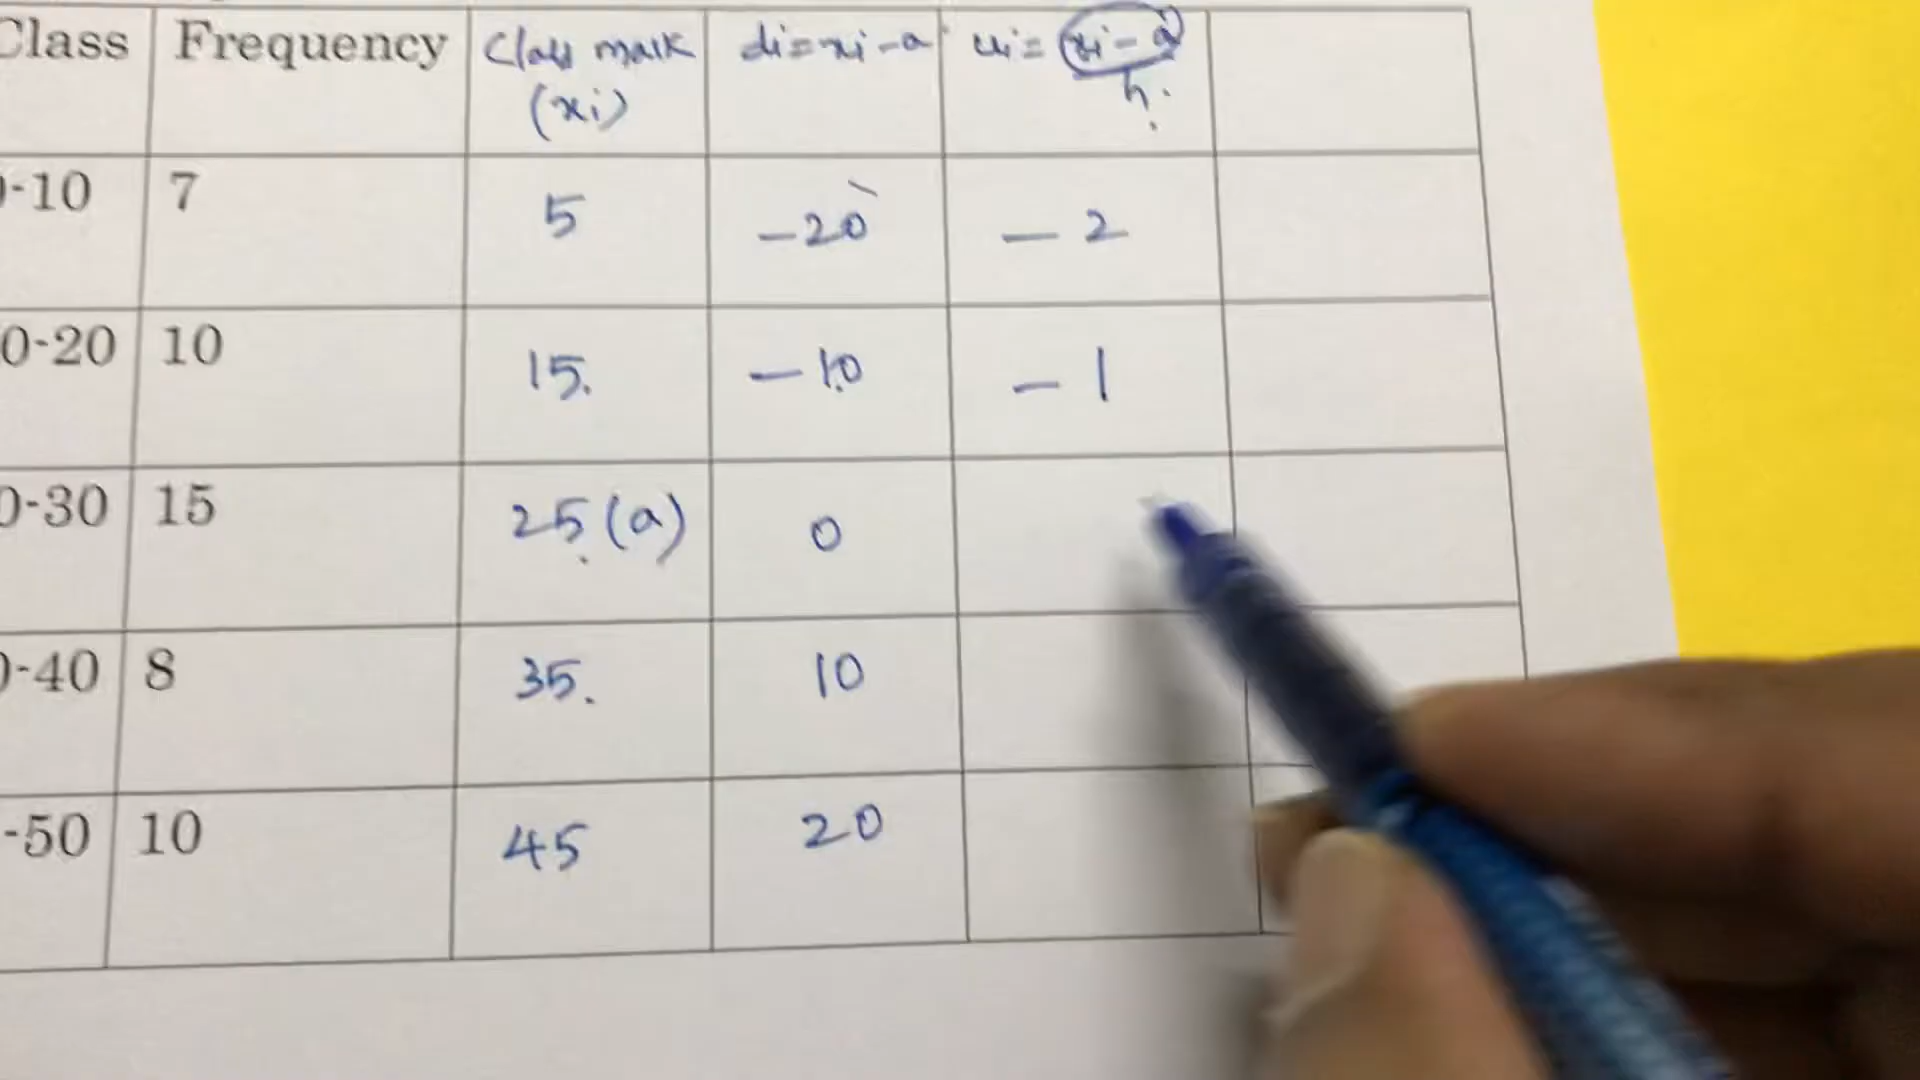 Class Frequency Class mark (xi) di=xi-a ui= xi-a/h
-10 7 5 -20 -2
0-20 10 15. -10 -1
0-30 15 25(a) 0
-40 8 35. 10
-50 10 45 20